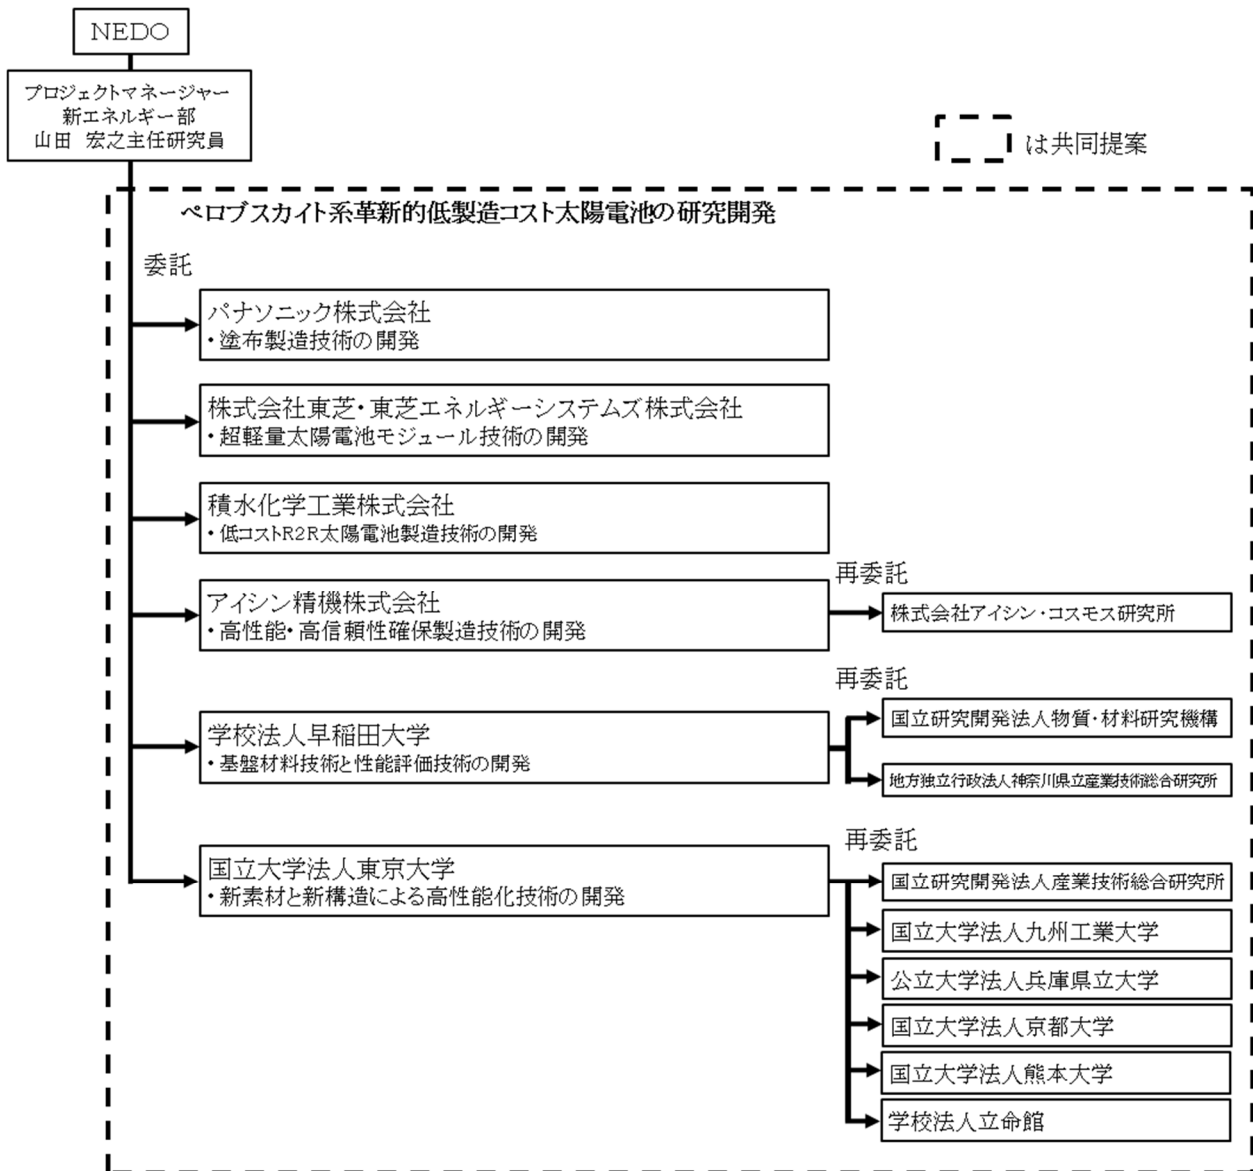 NEDO
プロジェクトマネージャー
新エネルギー部
山田 宏之主任研究員
は共同提案
ペロブスカイト系革新的低製造コスト太陽電池の研究開発
委託
パナソニック株式会社
・塗布製造技術の開発
株式会社東芝・東芝エネルギーシステムズ株式会社
・超軽量太陽電池モジュール技術の開発
積水化学工業株式会社
・低コストR2R太陽電池製造技術の開発
アイシン精機株式会社
・高性能・高信頼性確保製造技術の開発
再委託
株式会社アイシン・コスモス研究所
学校法人早稲田大学
・基盤材料技術と性能評価技術の開発
再委託
国立研究開発法人物質・材料研究機構
地方独立行政法人神奈川県立産業技術総合研究所
国立大学法人東京大学
・新素材と新構造による高性能化技術の開発
再委託
国立研究開発法人産業技術総合研究所
国立大学法人九州工業大学
公立大学法人兵庫県立大学
国立大学法人京都大学
国立大学法人熊本大学
学校法人立命館